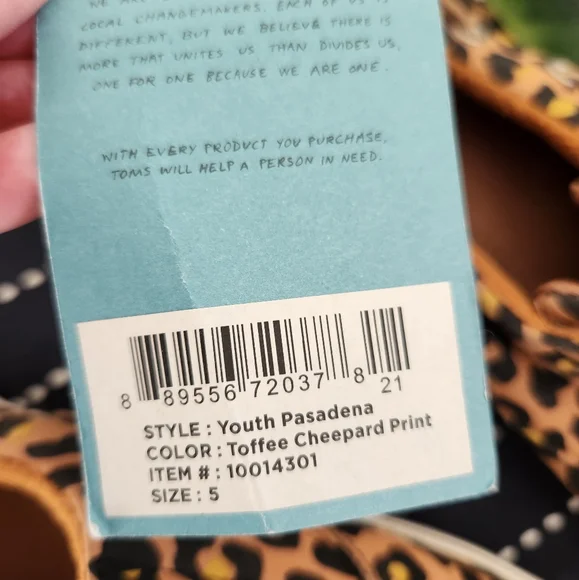 WE ARE
LOCAL CHANGEMAKERS. EACH OF US IS
DIFFERENT, BUT WE BELIEVE THERE IS
MORE THAT UNITES US THAN DIVIDES US,
ONE FOR ONE BECAUSE WE ARE ONE.
WITH EVERY PRODUCT YOU PURCHASE,
TOMS WILL HELP A PERSON IN NEED.
8 89556 72037 8 21
STYLE : Youth Pasadena
COLOR : Toffee Cheepard Print
ITEM # : 10014301
SIZE : 5